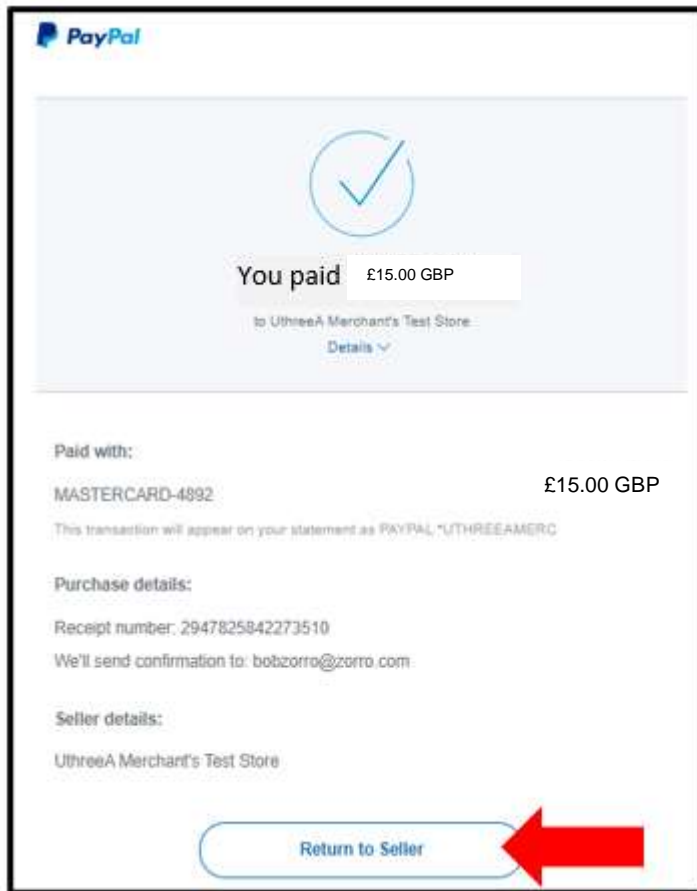 PayPal
You paid £15.00 GBP
to UthreeA Merchant's Test Store
Details
Paid with:
MASTERCARD-4892 £15.00 GBP
This transaction will appear on your statement as PAYPAL *UTHREEAMERC
Purchase details:
Receipt number: 2947825842273510
We'll send confirmation to: bobzorro@zorro.com
Seller details:
UthreeA Merchant's Test Store
Return to Seller